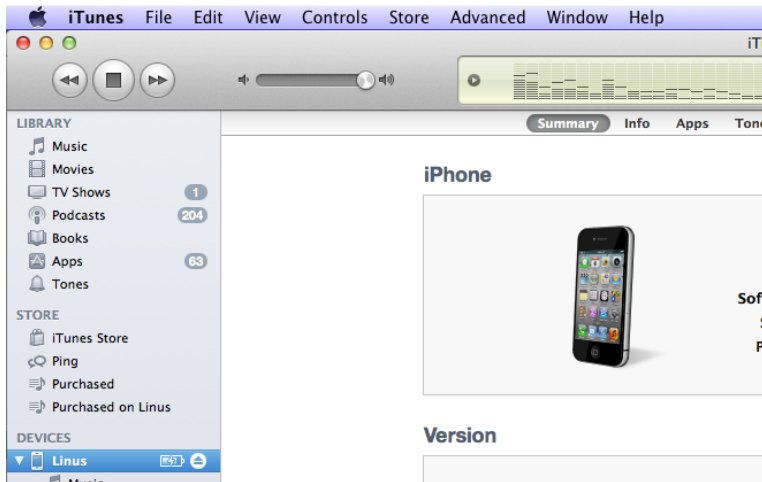 iTunes File Edit View Controls Store Advanced Window Help
LIBRARY
Music
Movies
TV Shows 1
Podcasts 204
Books
Apps 63
Tones
STORE
iTunes Store
Ping
Purchased
Purchased on Linus
DEVICES
Linus
Summary Info Apps
iPhone
Version